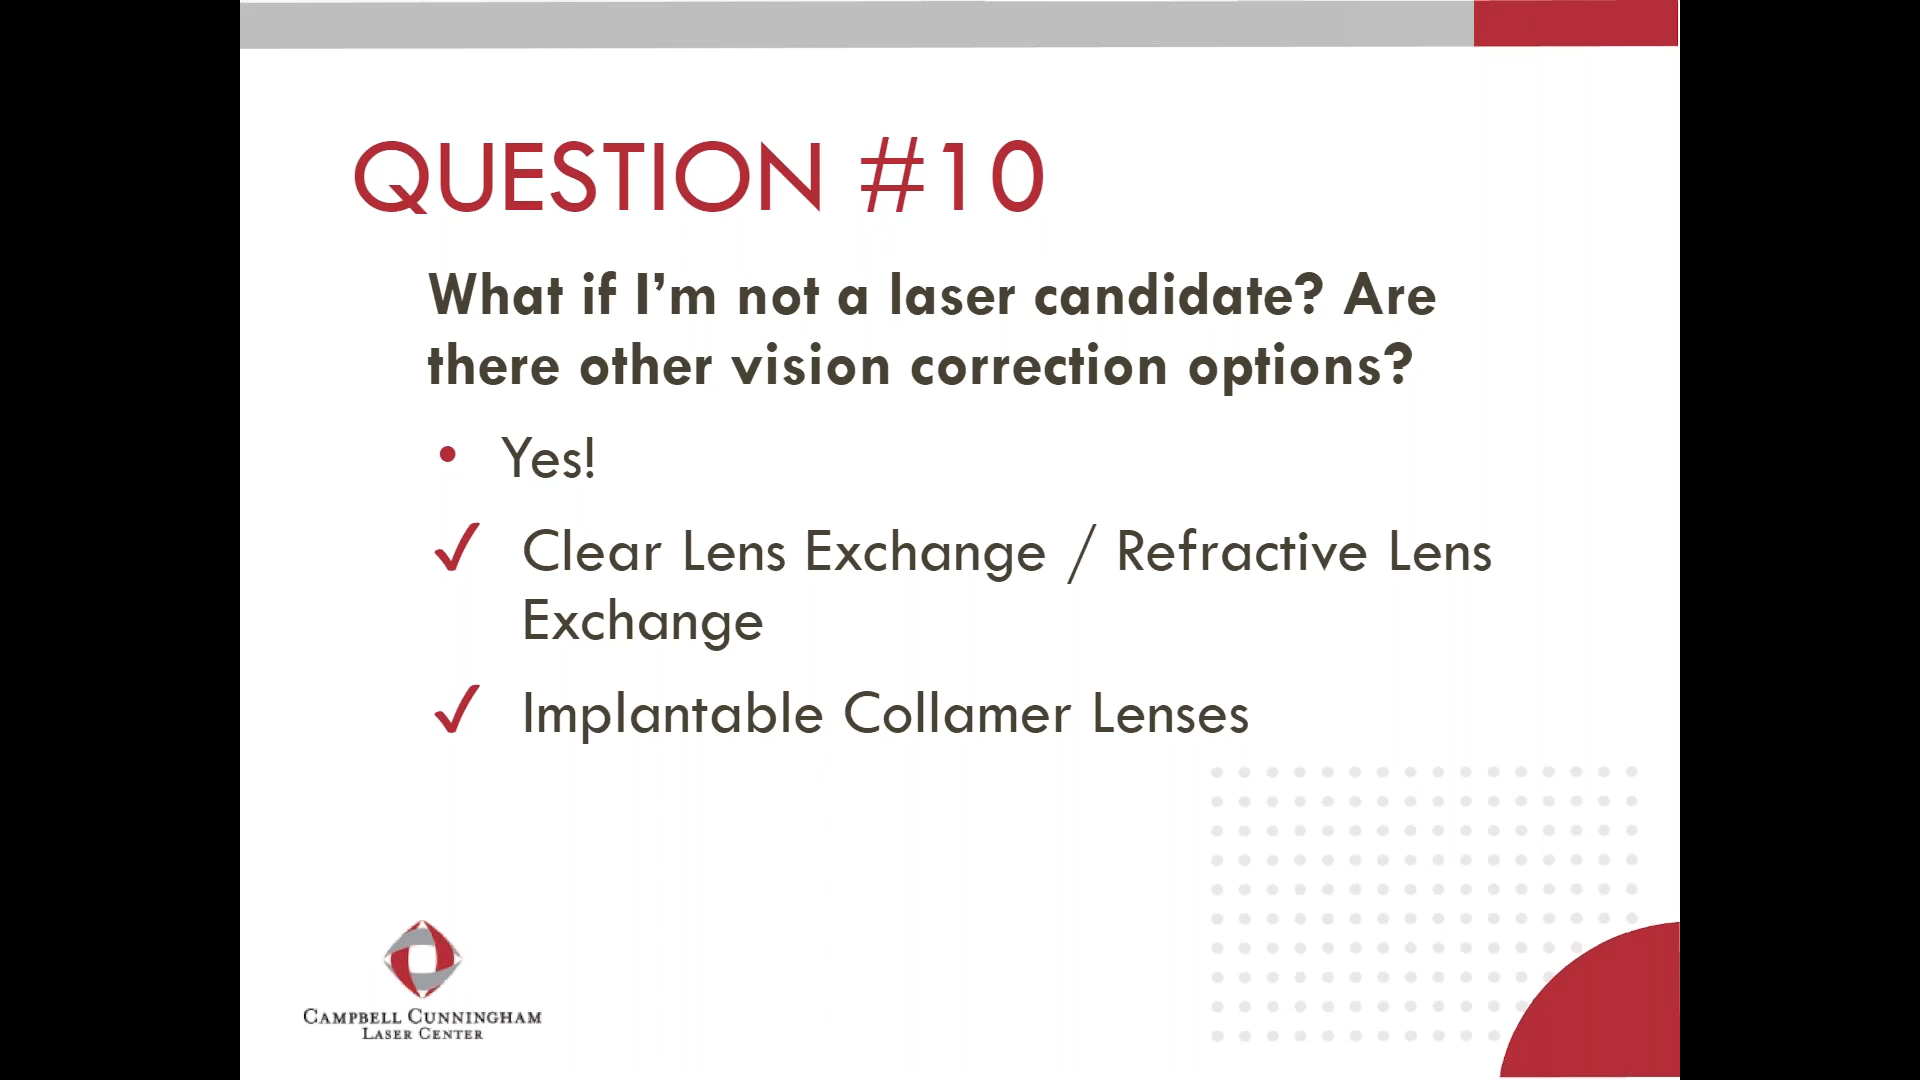 QUESTION #10
What if I’m not a laser candidate? Are
there other vision correction options?
• Yes!
✓ Clear Lens Exchange / Refractive Lens
Exchange
✓ Implantable Collamer Lenses
CAMPBELL CUNNINGHAM
LASER CENTER